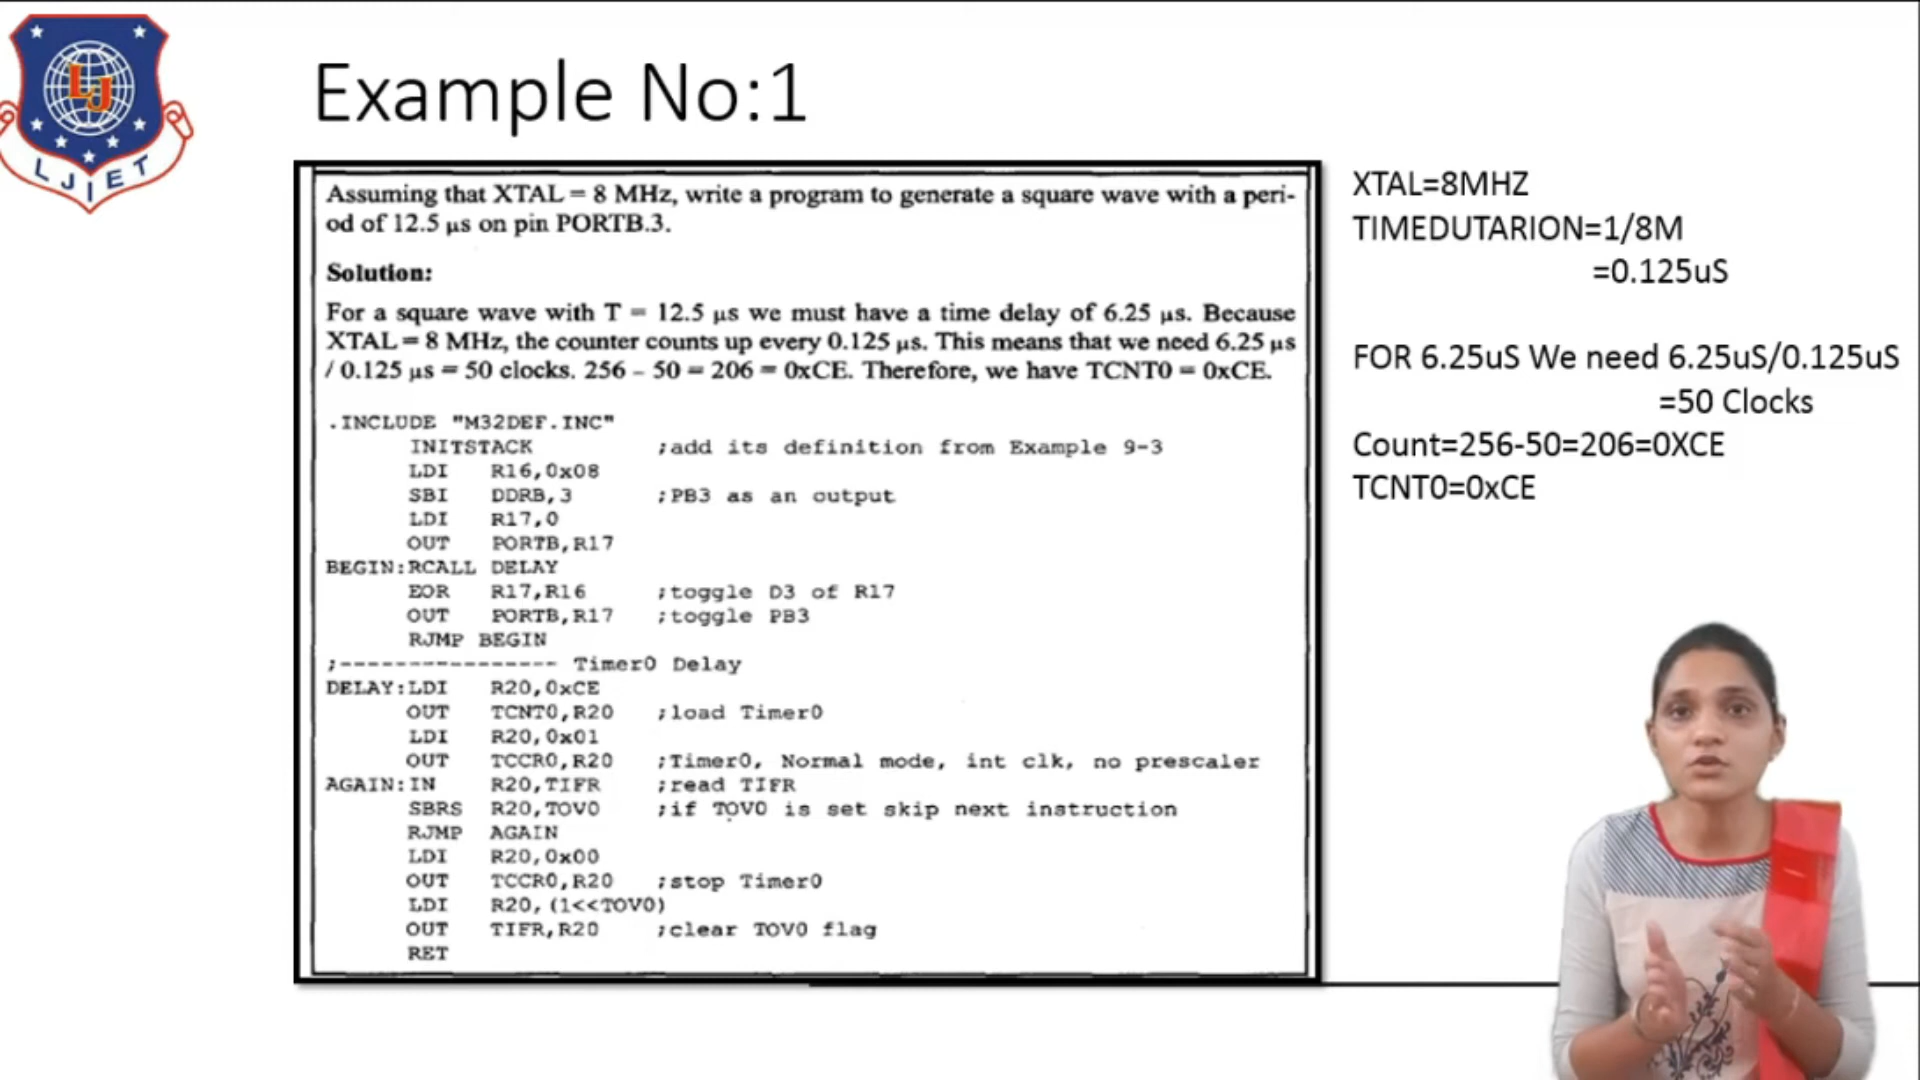 LJ
LJIET
Example No:1
Assuming that XTAL = 8 MHz, write a program to generate a square wave with a peri-
od of 12.5 µs on pin PORTB.3.
Solution:
For a square wave with T = 12.5 µs we must have a time delay of 6.25 µs. Because
XTAL = 8 MHz, the counter counts up every 0.125 µs. This means that we need 6.25 µs
/ 0.125 µs = 50 clocks. 256 – 50 = 206 = 0xCE. Therefore, we have TCNT0 = 0xCE.
.INCLUDE "M32DEF.INC"
INITSTACK ;add its definition from Example 9-3
LDI R16,0x08
SBI DDRB,3 ;PB3 as an output
LDI R17,0
OUT PORTB,R17
BEGIN:RCALL DELAY
EOR R17,R16 ;toggle D3 of R17
OUT PORTB,R17 ;toggle PB3
RJMP BEGIN
;---------------- Timer0 Delay
DELAY:LDI R20,0xCE
OUT TCNT0,R20 ;load Timer0
LDI R20,0x01
OUT TCCR0,R20 ;Timer0, Normal mode, int clk, no prescaler
AGAIN:IN R20,TIFR ;read TIFR
SBRS R20,TOV0 ;if TOV0 is set skip next instruction
RJMP AGAIN
LDI R20,0x00
OUT TCCR0,R20 ;stop Timer0
LDI R20,(1<<TOV0)
OUT TIFR,R20 ;clear TOV0 flag
RET
XTAL=8MHZ
TIMEDUTARION=1/8M
=0.125uS
FOR 6.25uS We need 6.25uS/0.125uS
=50 Clocks
Count=256-50=206=0XCE
TCNT0=0xCE